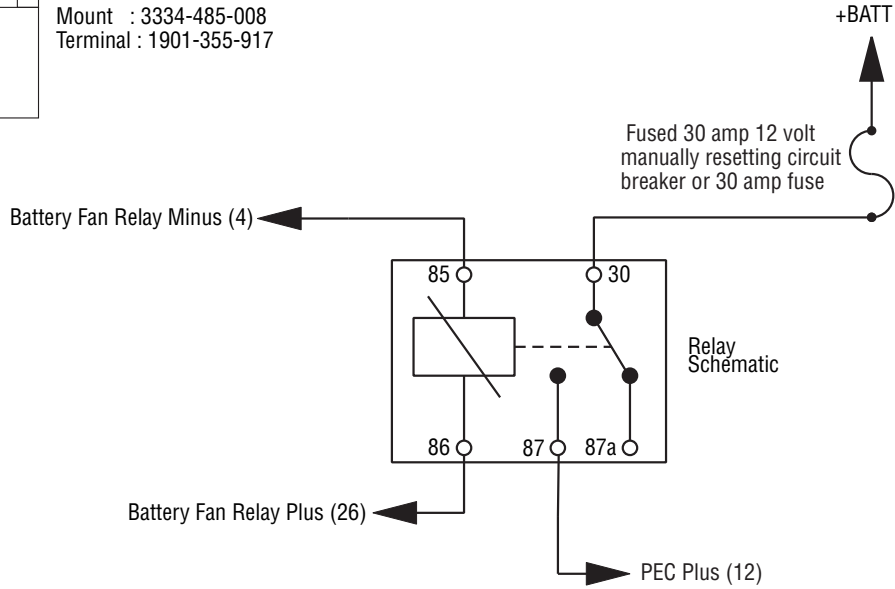 Mount : 3334-485-008
Terminal : 1901-355-917
+BATT
Fused 30 amp 12 volt
manually resetting circuit
breaker or 30 amp fuse
Battery Fan Relay Minus (4)
85
30
Relay
Schematic
86
87
87a
Battery Fan Relay Plus (26)
PEC Plus (12)